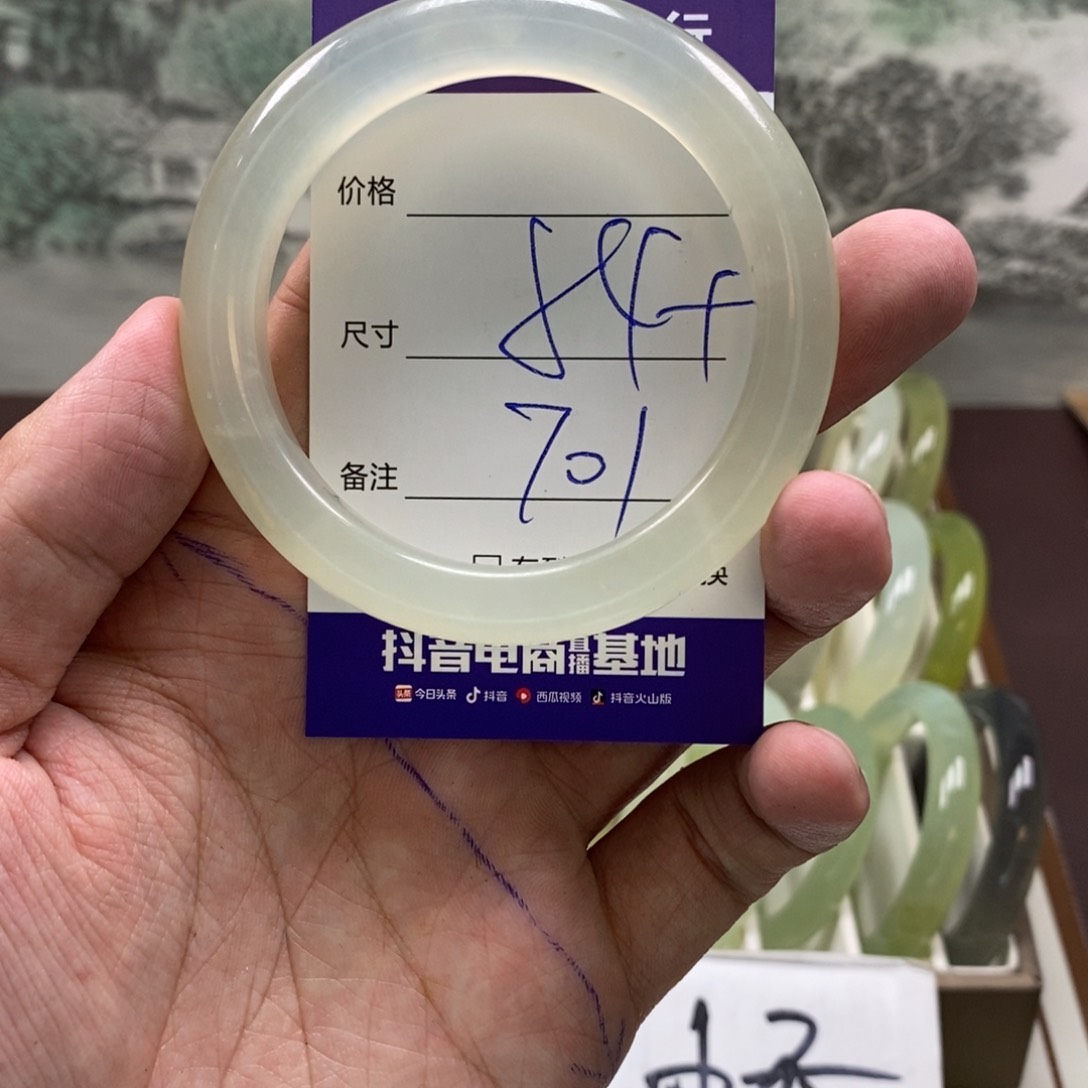 行
价格
尺寸
备注
701
抖音电商直播基地
今日头条 抖音 西瓜视频 抖音火山版